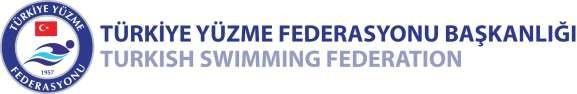 TÜRKİYE YÜZME
1957
FEDERASYONU
TÜRKİYE YÜZME FEDERASYONU BAŞKANLIĞI
TURKISH SWIMMING FEDERATION